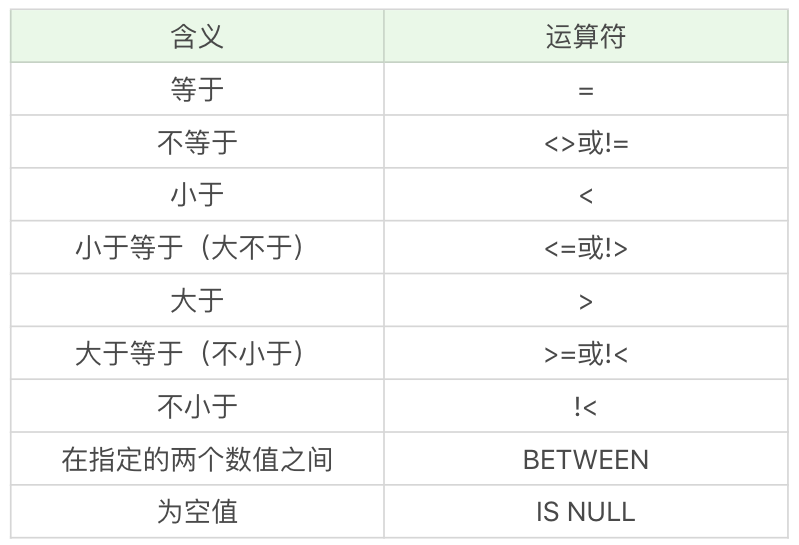 含义 运算符
等于 =
不等于 <>或!=
小于 <
小于等于（大不于） <=或!>
大于 >
大于等于（不小于） >=或!<
不小于 !<
在指定的两个数值之间 BETWEEN
为空值 IS NULL